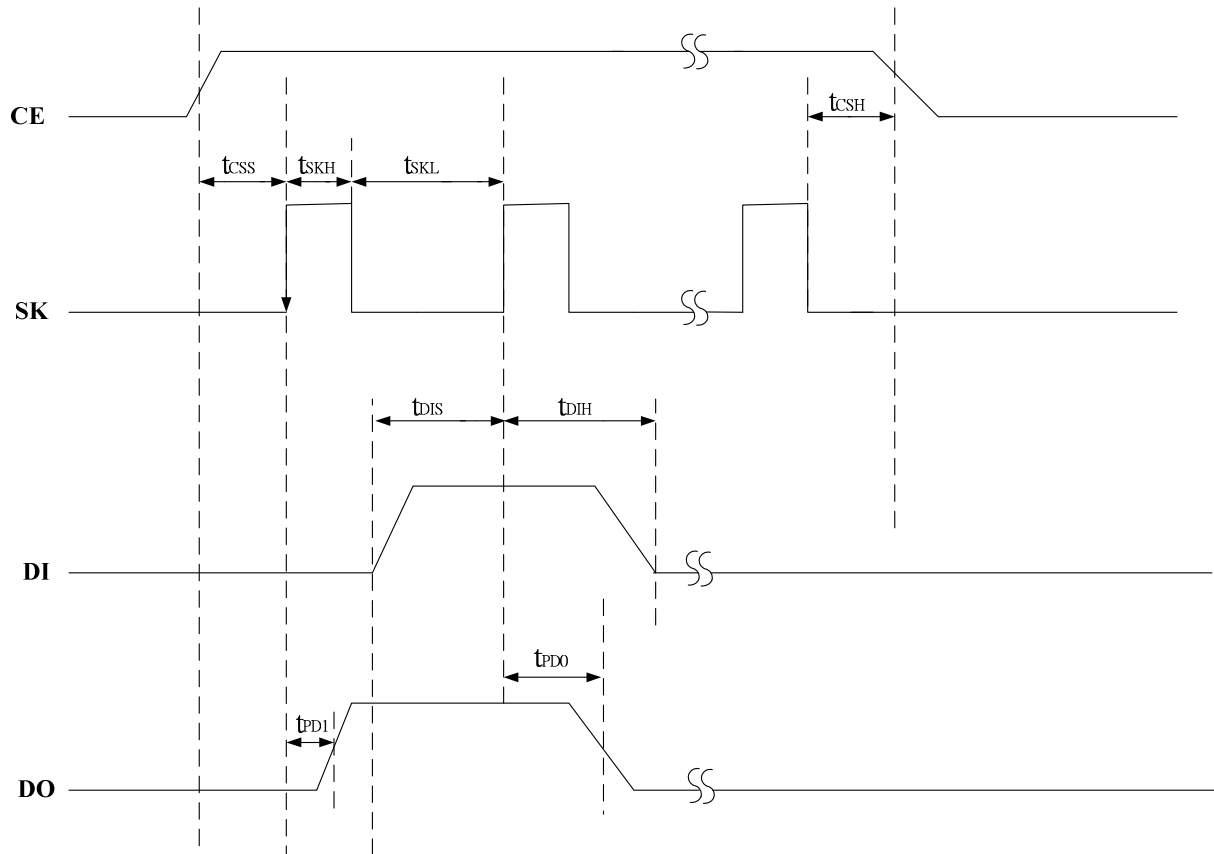 CE
tCSH
tCSS tSKH tSKL
SK
tDIS tDIH
DI
tPD0
tPD1
DO